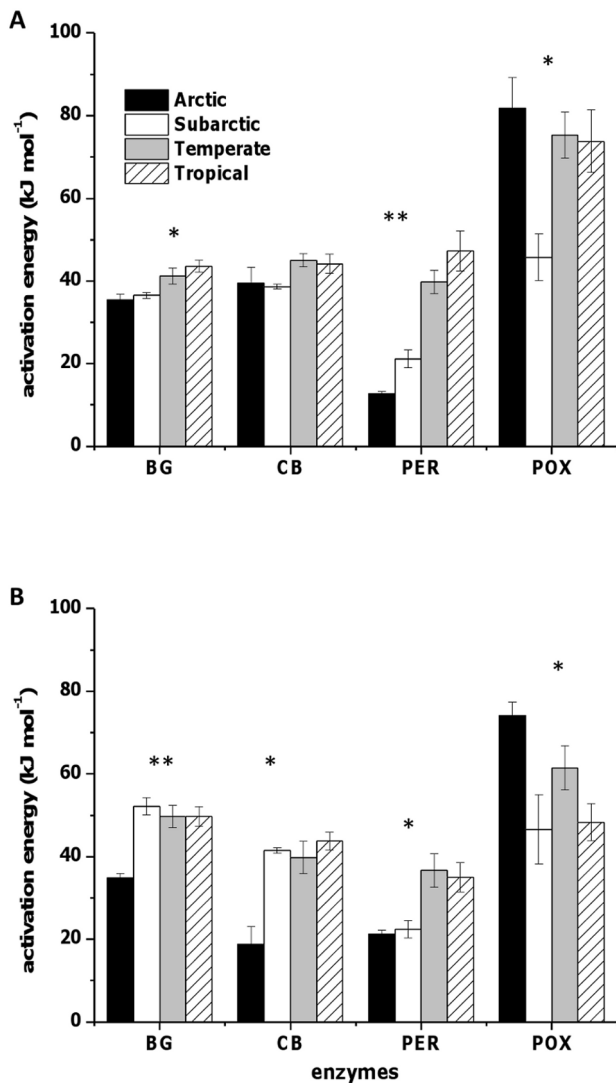 A
100
80
60
40
20
0
activation energy (kJ mol⁻¹)
Arctic
Subarctic
Temperate
Tropical
*
**
*
BG CB PER POX
B
100
80
60
40
20
0
activation energy (kJ mol⁻¹)
**
*
*
*
BG CB PER POX
enzymes